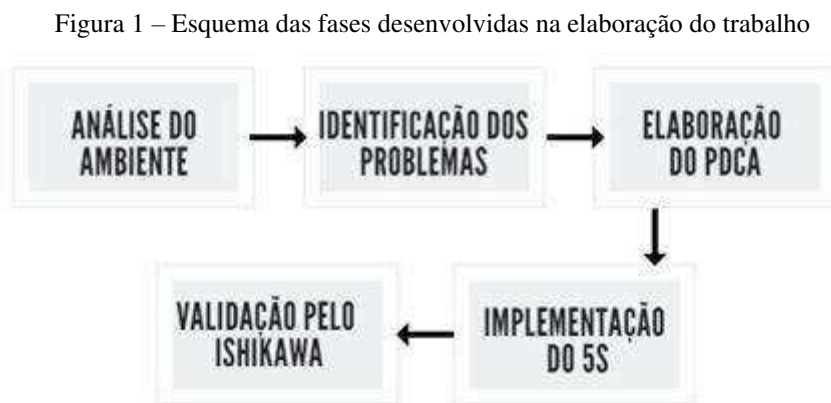 Figura 1 – Esquema das fases desenvolvidas na elaboração do trabalho
ANÁLISE DO
AMBIENTE
IDENTIFICAÇÃO DOS
PROBLEMAS
ELABORAÇÃO
DO PDCA
IMPLEMENTAÇÃO
DO 5S
VALIDAÇÃO PELO
ISHIKAWA